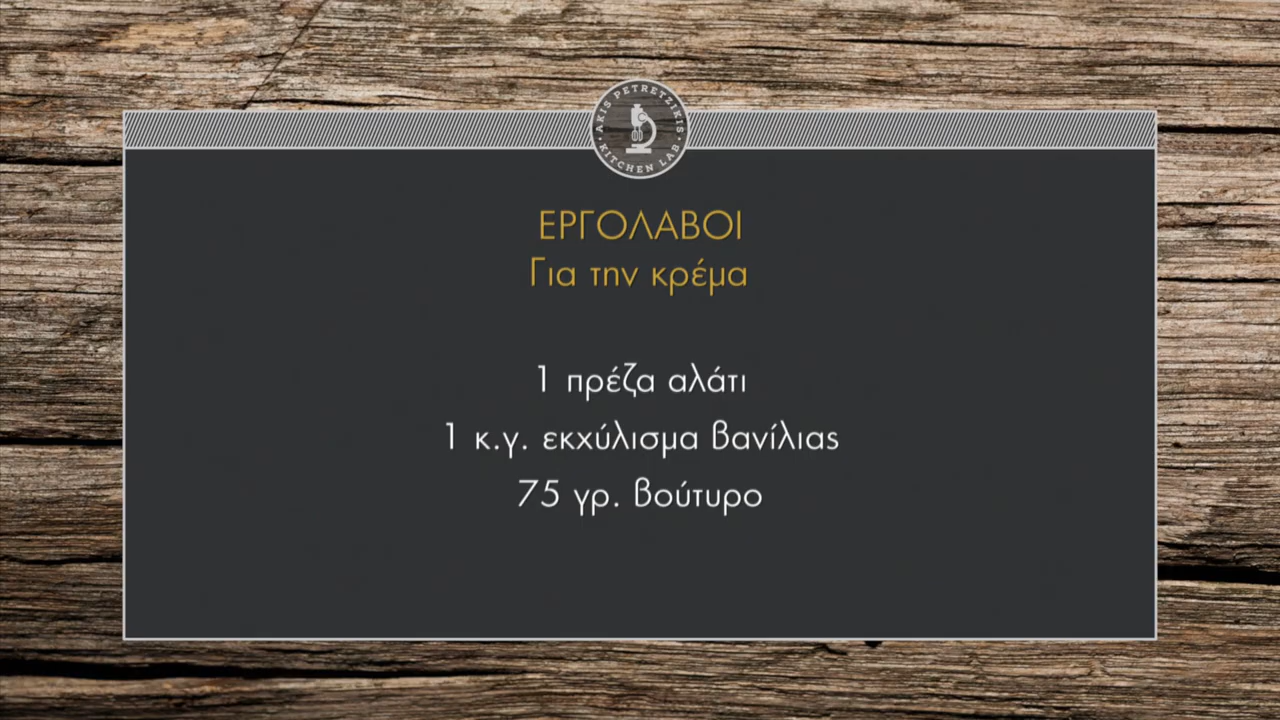 AKIS PETRETZIKIS
KITCHEN LAB
ΕΡΓΟΛΑΒΟΙ
Για την κρέμα
1 πρέζα αλάτι
1 κ.γ. εκχύλισμα βανίλιας
75 γρ. βούτυρο